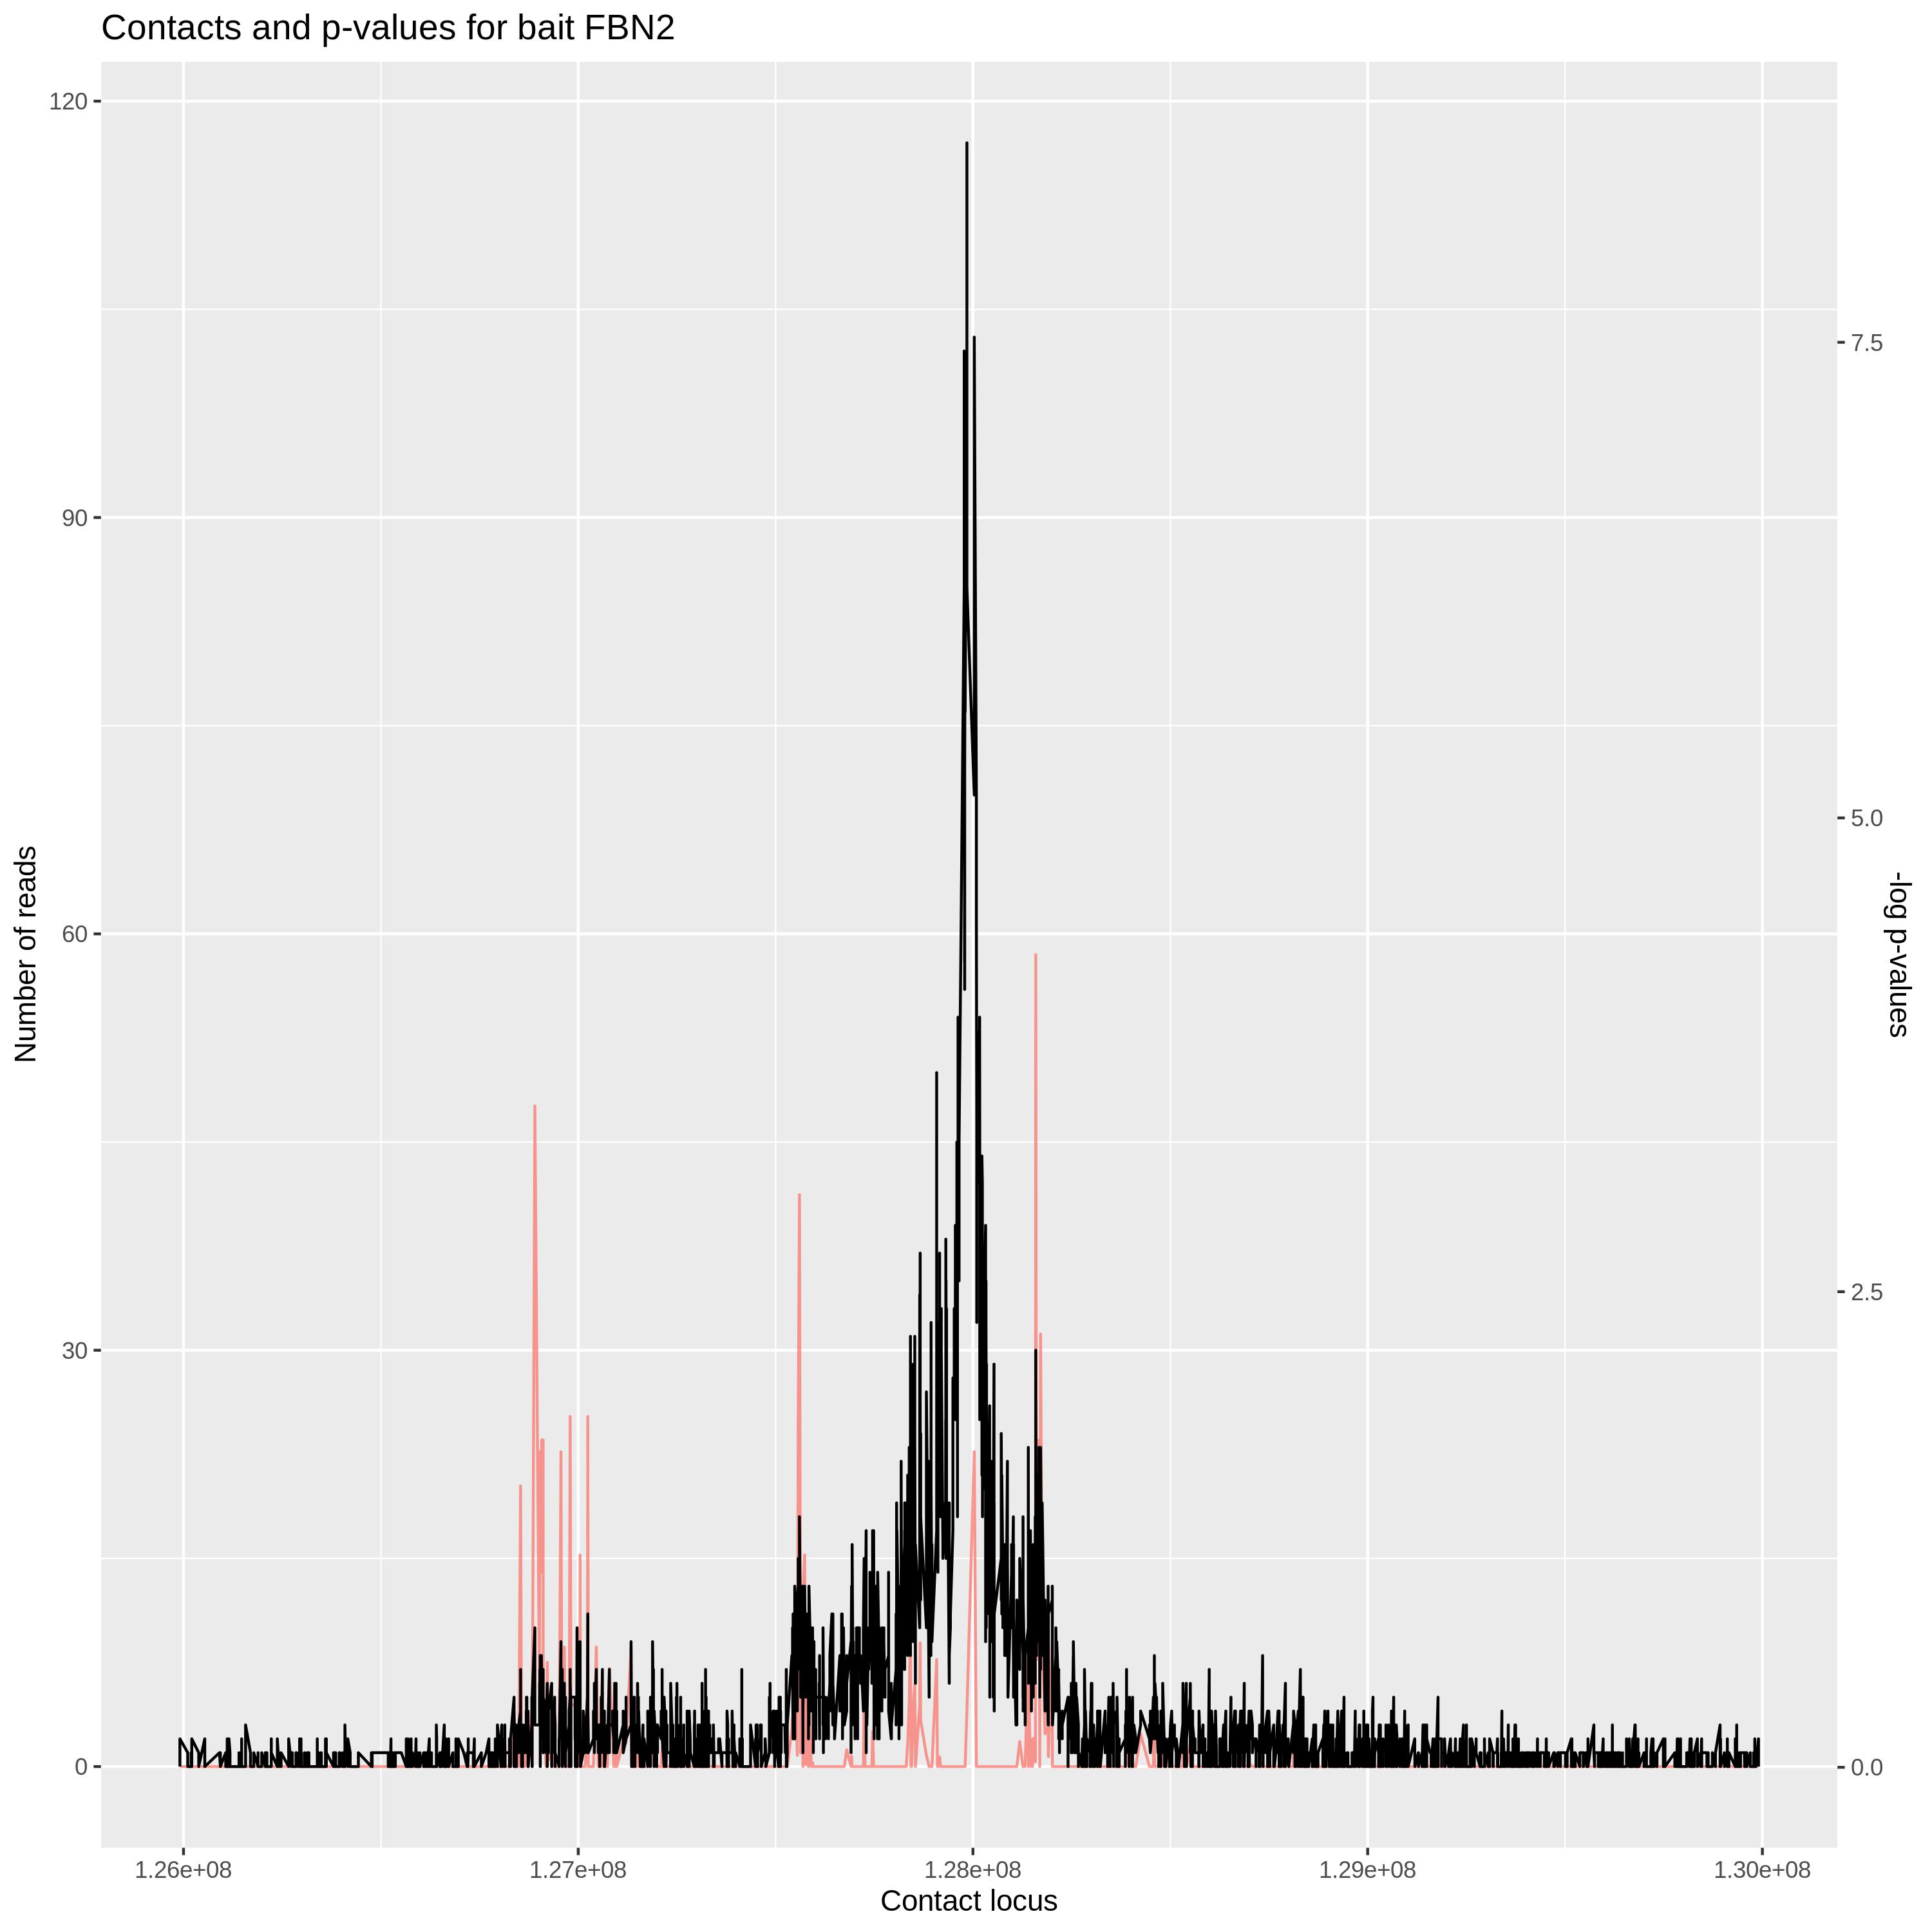 Contacts and p-values for bait FBN2
120
90
60
30
0
Number of reads
7.5
5.0
2.5
0.0
-log p-values
1.26e+08 1.27e+08 1.28e+08 1.29e+08 1.30e+08
Contact locus